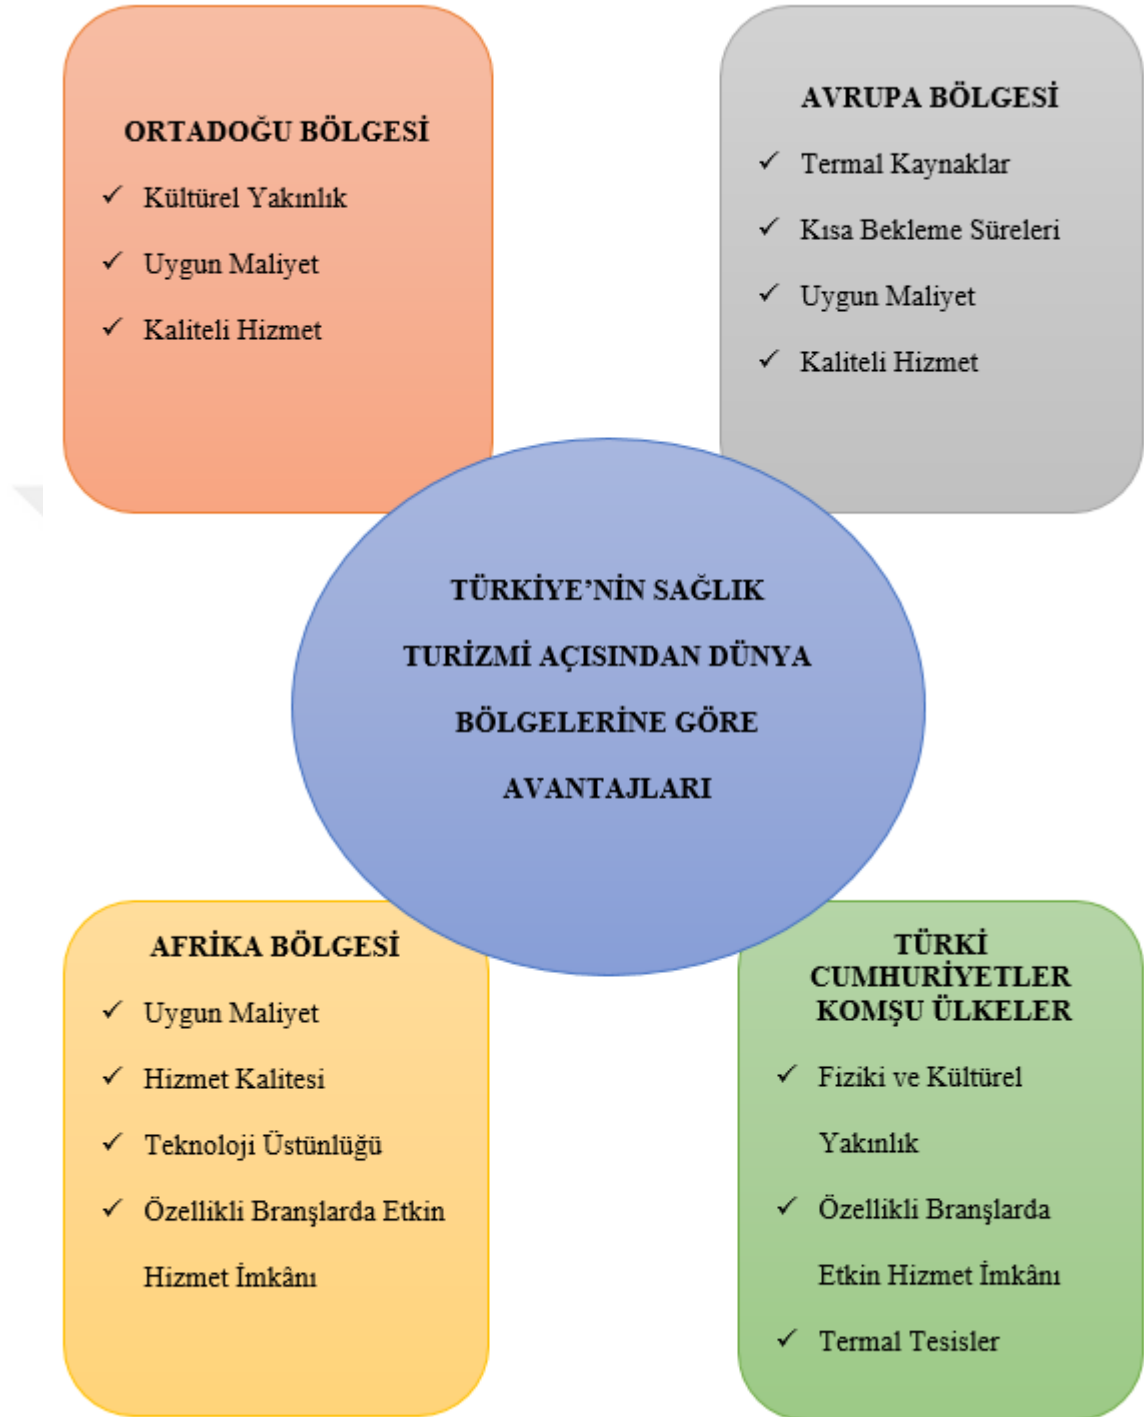 ORTADOĞU BÖLGESİ
✓ Kültürel Yakınlık
✓ Uygun Maliyet
✓ Kaliteli Hizmet
AVRUPA BÖLGESİ
✓ Termal Kaynaklar
✓ Kısa Bekleme Süreleri
✓ Uygun Maliyet
✓ Kaliteli Hizmet
TÜRKİYE’NİN SAĞLIK
TURİZMİ AÇISINDAN DÜNYA
BÖLGELERİNE GÖRE
AVANTAJLARI
AFRİKA BÖLGESİ
✓ Uygun Maliyet
✓ Hizmet Kalitesi
✓ Teknoloji Üstünlüğü
✓ Özellikli Branşlarda Etkin
Hizmet İmkânı
TÜRKİ
CUMHURİYETLER
KOMŞU ÜLKELER
✓ Fiziki ve Kültürel
Yakınlık
✓ Özellikli Branşlarda
Etkin Hizmet İmkânı
✓ Termal Tesisler